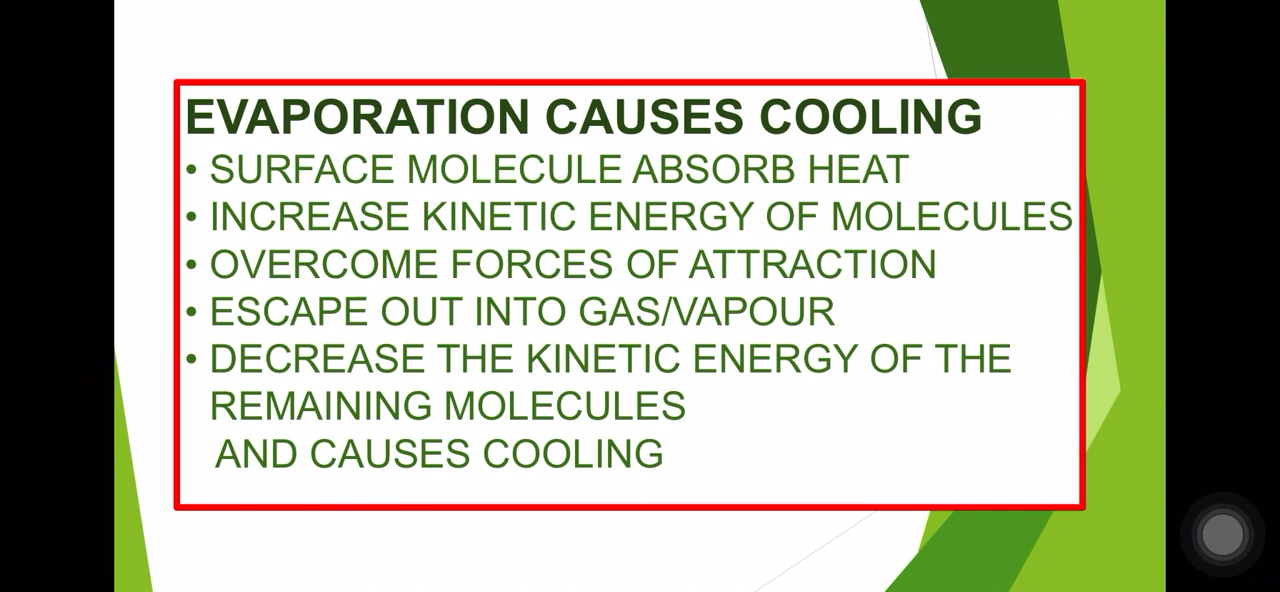 EVAPORATION CAUSES COOLING
• SURFACE MOLECULE ABSORB HEAT
• INCREASE KINETIC ENERGY OF MOLECULES
• OVERCOME FORCES OF ATTRACTION
• ESCAPE OUT INTO GAS/VAPOUR
• DECREASE THE KINETIC ENERGY OF THE
REMAINING MOLECULES
AND CAUSES COOLING